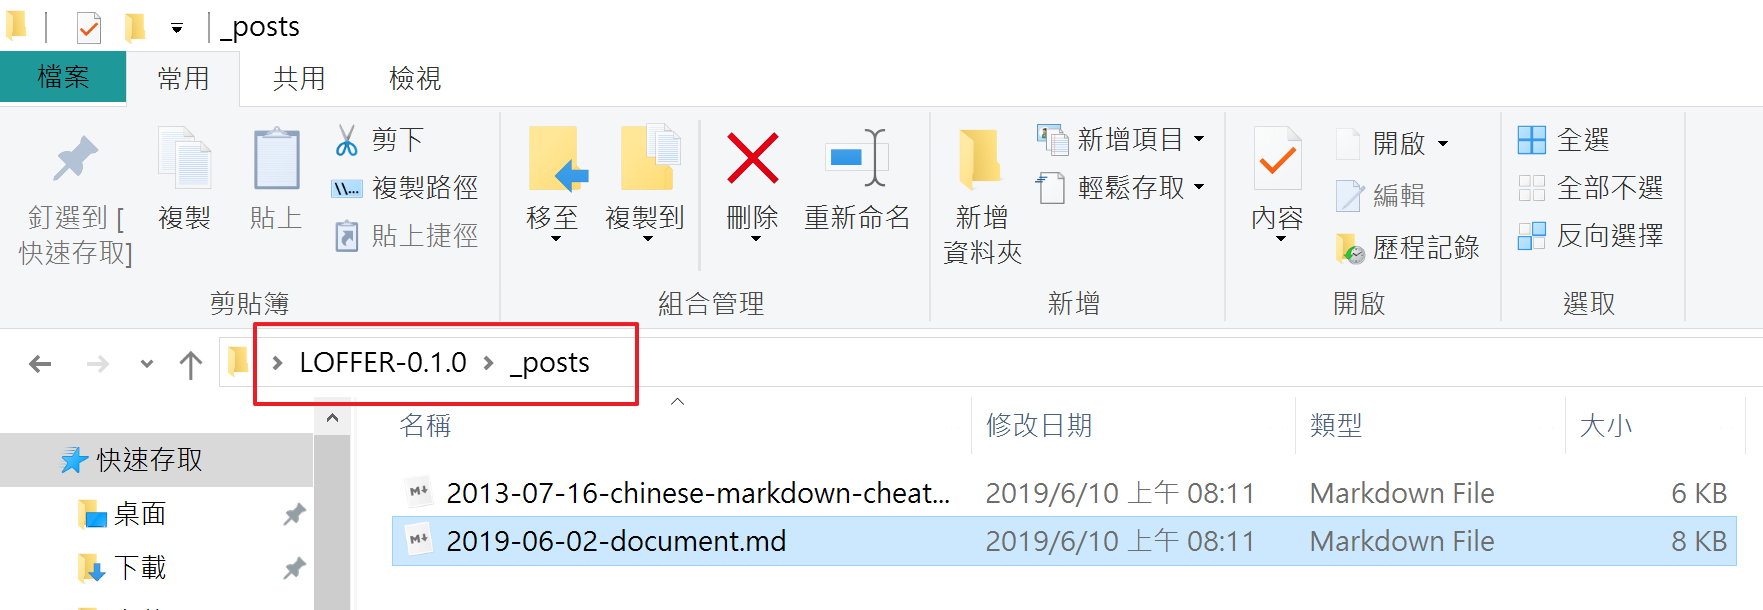 _posts
檔案 常用 共用 檢視
釘選到 [
快速存取]
複製
貼上
剪下
複製路徑
貼上捷徑
剪貼簿
移至
複製到
刪除
重新命名
組合管理
新增
資料夾
新增項目
輕鬆存取
新增
內容
開啟
編輯
歷程記錄
開啟
全選
全部不選
反向選擇
選取
LOFFER-0.1.0 > _posts
快速存取
桌面
下載
名稱 修改日期 類型 大小
2013-07-16-chinese-markdown-cheat... 2019/6/10 上午 08:11 Markdown File 6 KB
2019-06-02-document.md 2019/6/10 上午 08:11 Markdown File 8 KB